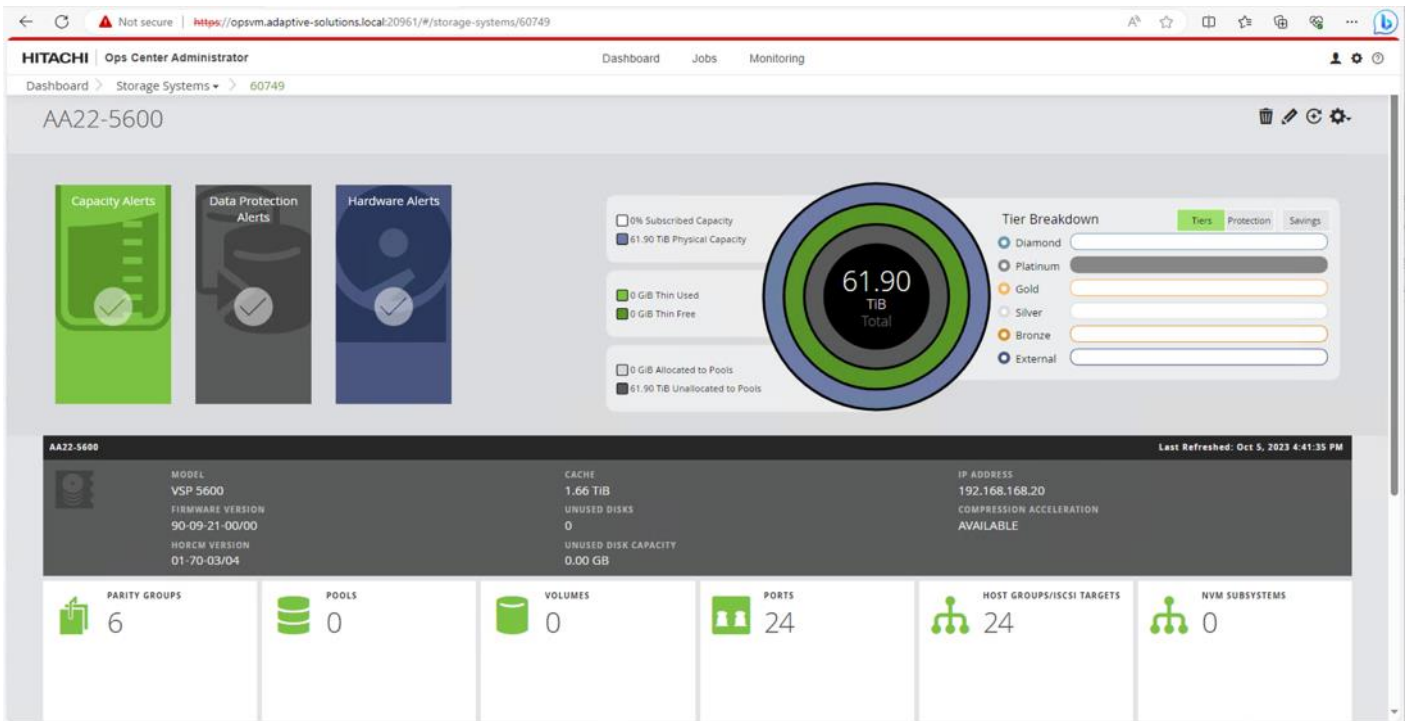 Not secure | https://opsvm.adaptive-solutions.local:20961/#/storage-systems/60749
HITACHI Ops Center Administrator
Dashboard Jobs Monitoring
Dashboard > Storage Systems > 60749
AA22-5600
Capacity Alerts
Data Protection
Alerts
Hardware Alerts
0% Subscribed Capacity
61.90 TiB Physical Capacity
0 GiB Thin Used
0 GiB Thin Free
0 GiB Allocated to Pools
61.90 TiB Unallocated to Pools
61.90
TiB
Total
Tier Breakdown
Tiers Protection Savings
Diamond
Platinum
Gold
Silver
Bronze
External
AA22-5600
Last Refreshed: Oct 5, 2023 4:41:35 PM
MODEL
VSP 5600
FIRMWARE VERSION
90-09-21-00/00
HORCM VERSION
01-70-03/04
CACHE
1.66 TiB
UNUSED DISKS
0
UNUSED DISK CAPACITY
0.00 GB
IP ADDRESS
192.168.168.20
COMPRESSION ACCELERATION
AVAILABLE
PARITY GROUPS
6
POOLS
0
VOLUMES
0
PORTS
24
HOST GROUPS/ISCSI TARGETS
24
NVM SUBSYSTEMS
0